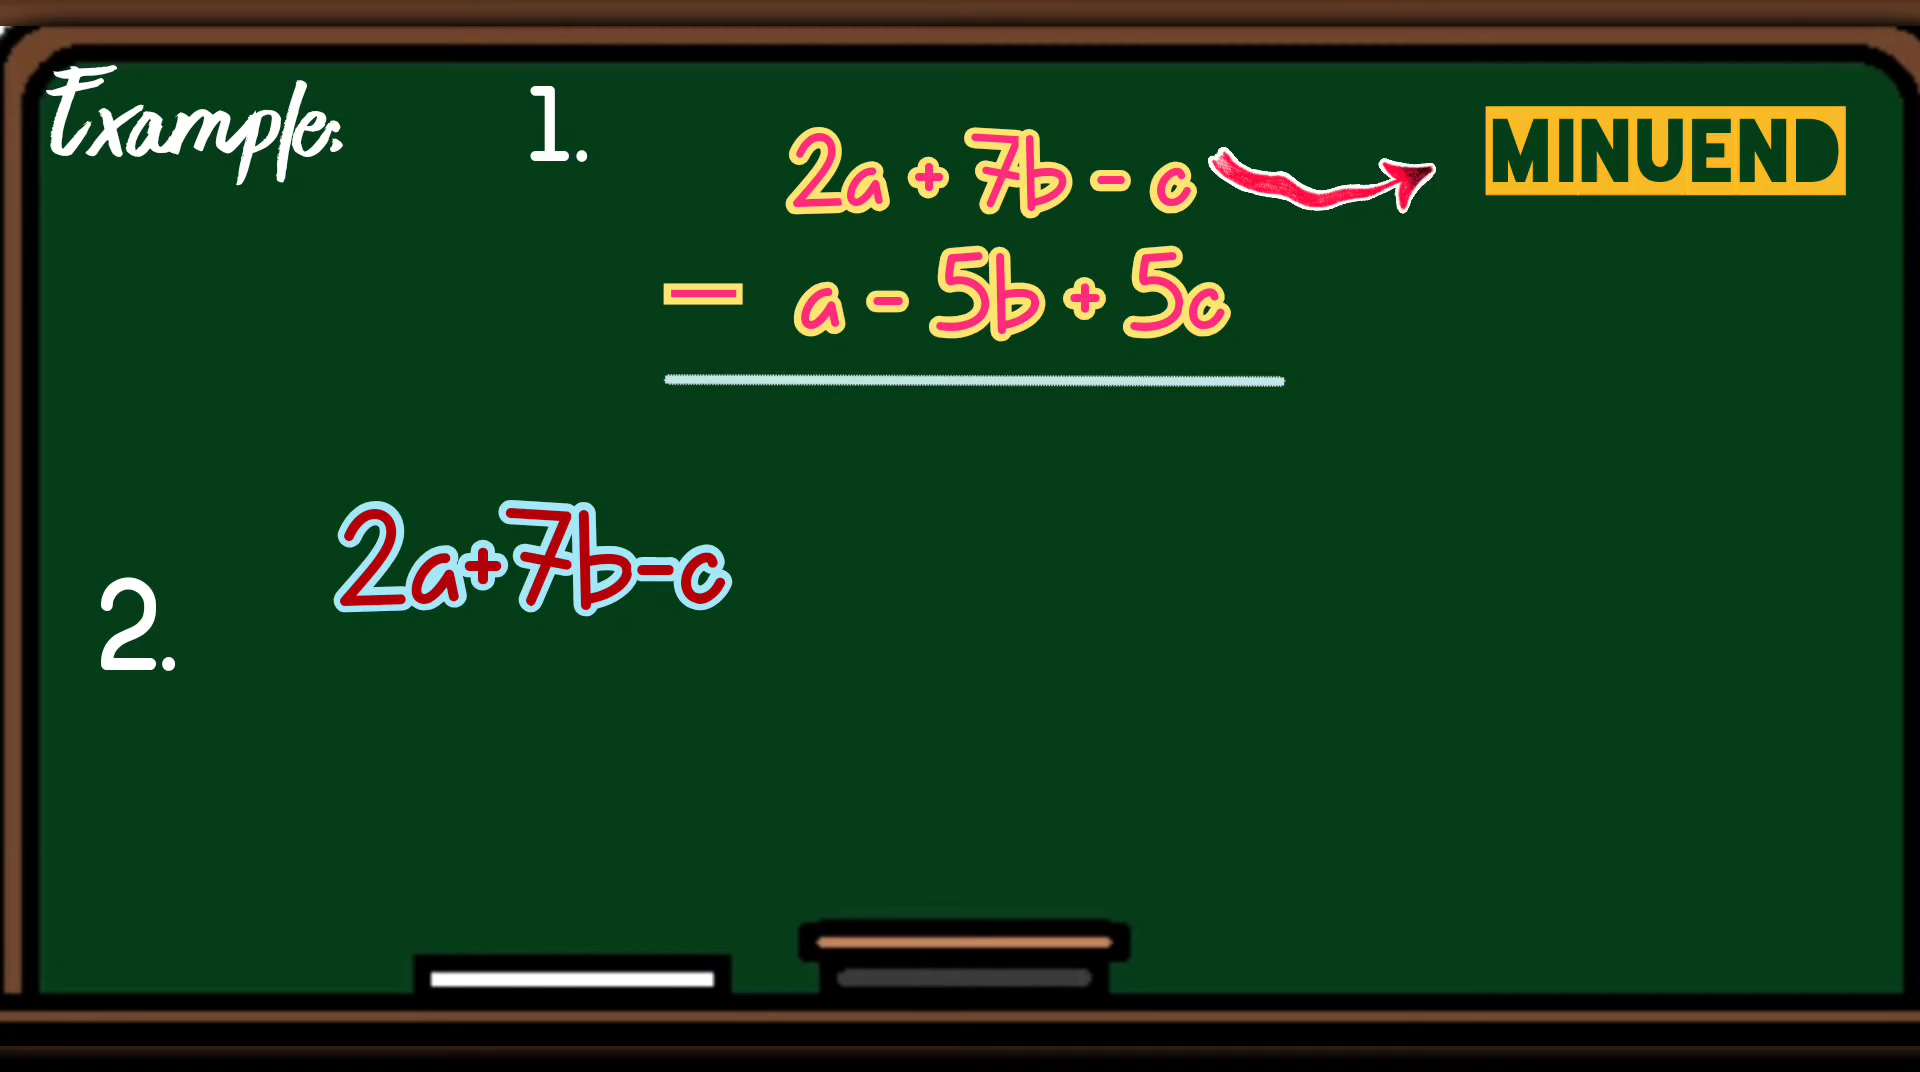 Example: 1. 2a + 7b - c MINUEND
- a - 5b + 5c
2. 2a+7b-c